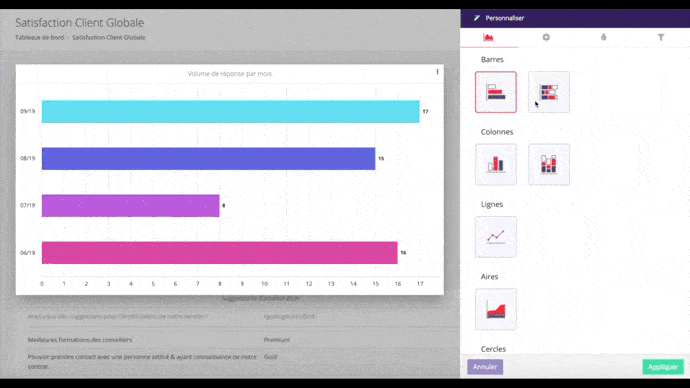 Satisfaction Client Globale
Tableaux de bord › Satisfaction Client Globale
Personnaliser
Volume de réponse par mois
09/19
17
08/19
15
07/19
8
06/19
16
0 1 2 3 4 5 6 7 8 9 10 11 12 13 14 15 16 17
Barres
Colonnes
Lignes
Aires
Cercles
Suggestions d'amélioration
Meilleures formations des conseillers
Premium
Pouvoir prendre contact avec une personne attitré & ayant connaissance de notre
contrat.
Gold
Annuler
Appliquer